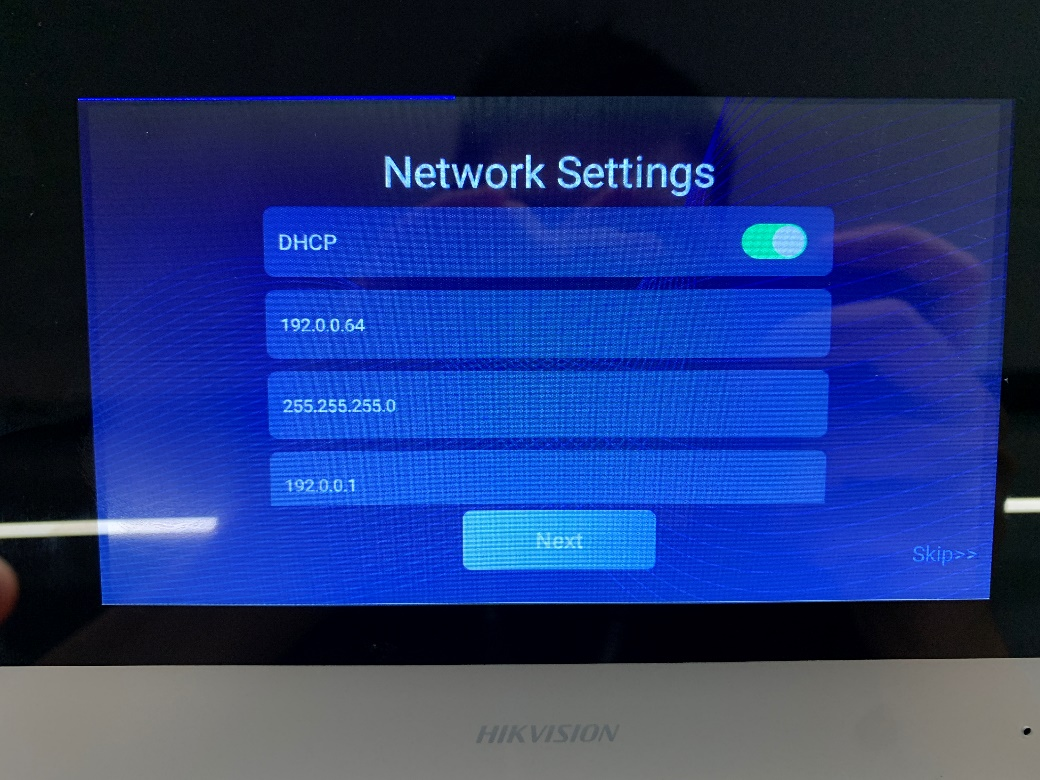 Network Settings
DHCP
192.0.0.64
255.255.255.0
192.0.0.1
Next
Skip>>
HIKVISION